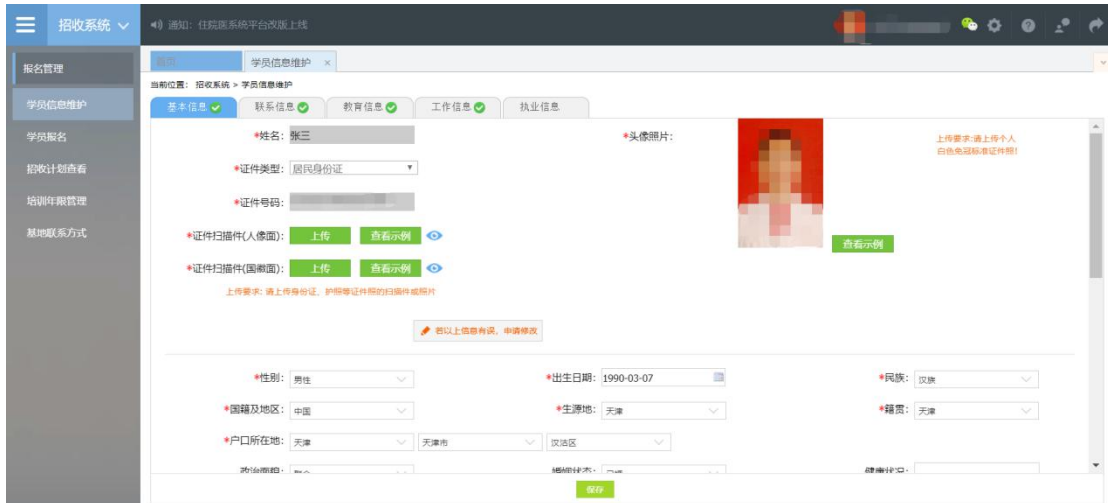 招收系统
通知：住院医系统平台改版上线
报名管理
学员信息维护
学员报名
招收计划查看
培训年限管理
基地联系方式
首页 学员信息维护 ×
当前位置： 招收系统 > 学员信息维护
基本信息 联系信息 教育信息 工作信息 执业信息
*姓名： 张三 *头像照片：
上传要求:请上传个人
白色免冠标准证件照!
*证件类型： 居民身份证
*证件号码：
*证件扫描件(人像面)： 上传 查看示例
查看示例
*证件扫描件(国徽面)： 上传 查看示例
上传要求: 请上传身份证、护照等证件照的扫描件或照片
若以上信息有误，申请修改
*性别： 男性 *出生日期： 1990-03-07 *民族： 汉族
*国籍及地区： 中国 *生源地： 天津 *籍贯： 天津
*户口所在地： 天津 天津市 汉沽区
政治面貌： 群众 婚姻状态： 健康状况：
保存